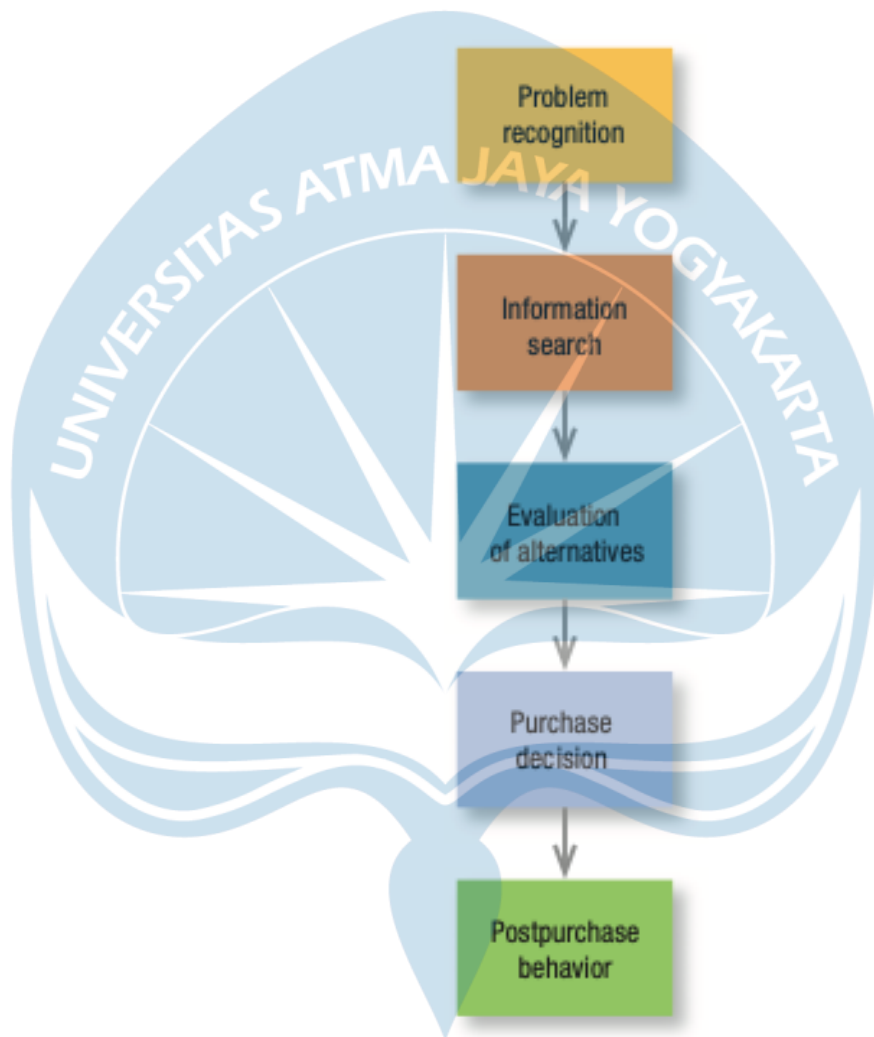 Problem
recognition
UNIVERSITAS ATMA JAYA YOGYAKARTA
Information
search
Evaluation
of alternatives
Purchase
decision
Postpurchase
behavior